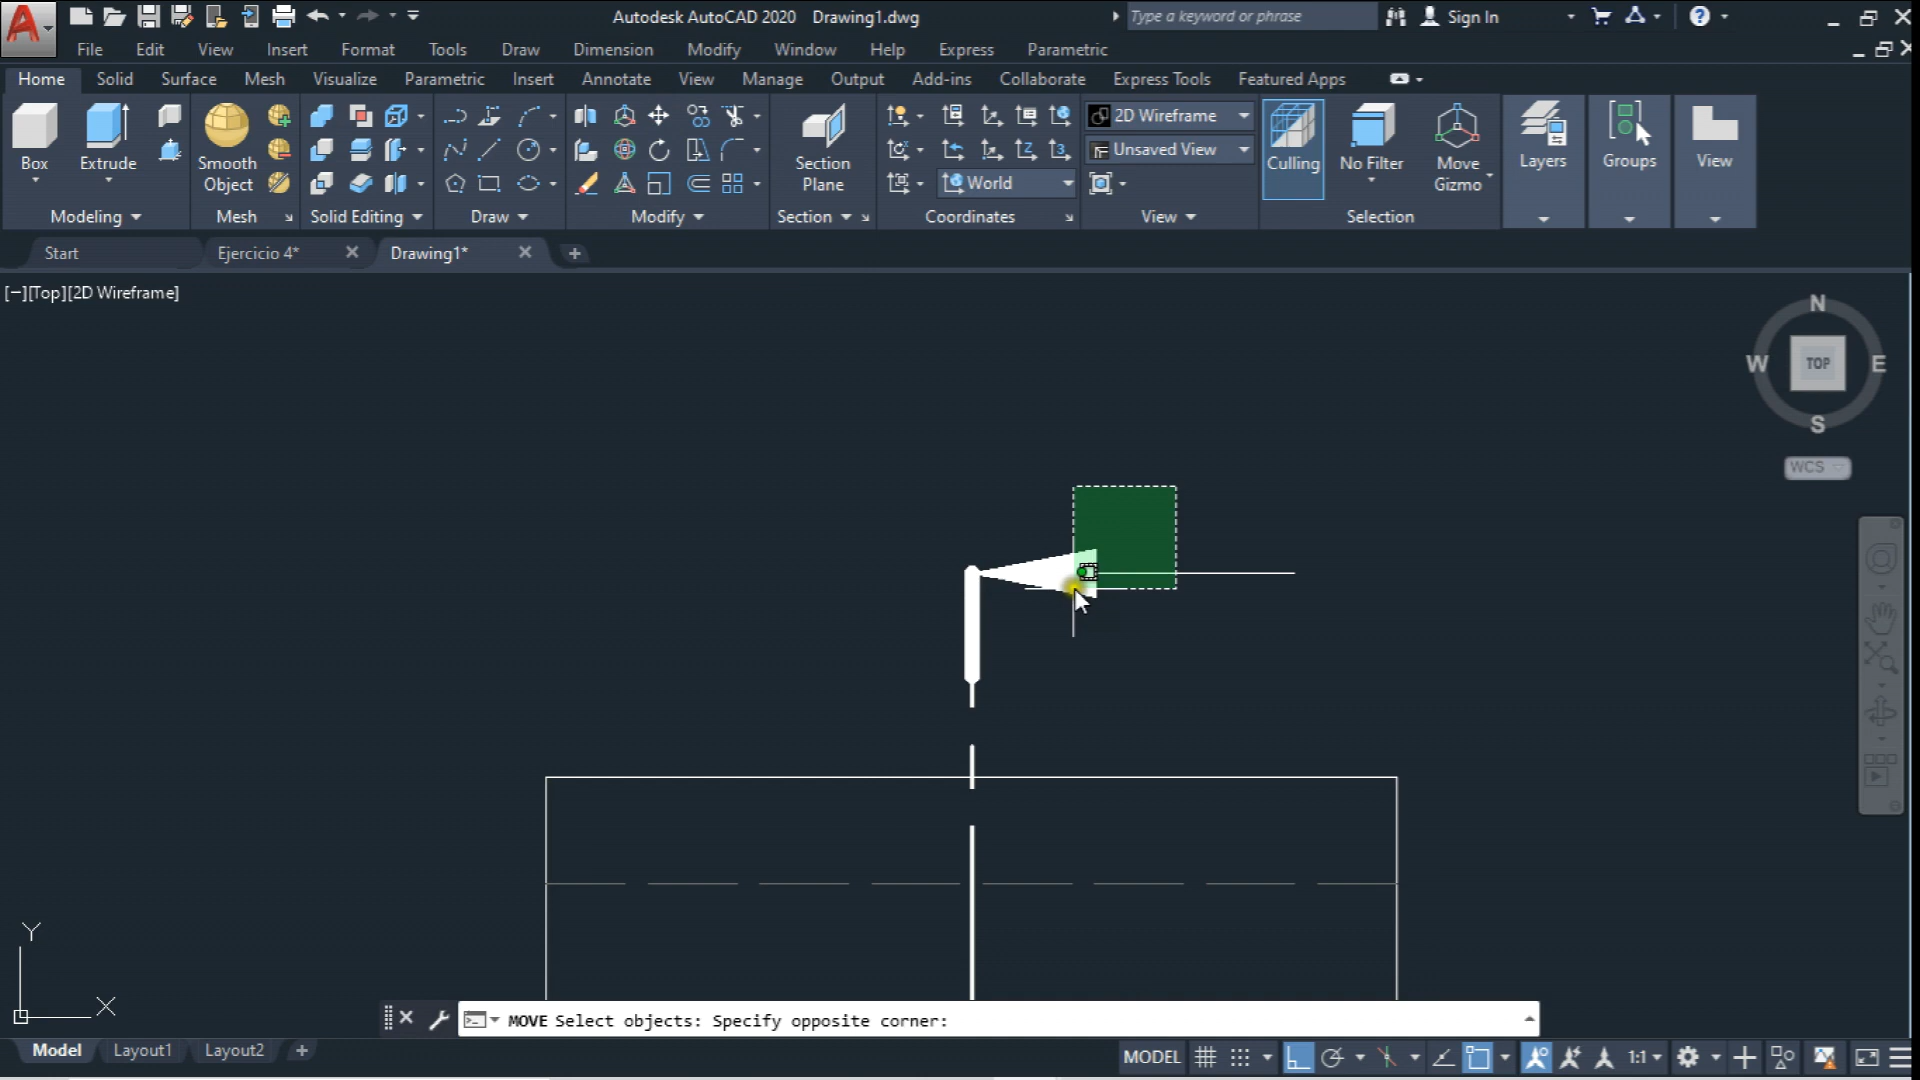 Autodesk AutoCAD 2020 Drawing1.dwg
Type a keyword or phrase
Sign In
File Edit View Insert Format Tools Draw Dimension Modify Window Help Express Parametric
Home Solid Surface Mesh Visualize Parametric Insert Annotate View Manage Output Add-ins Collaborate Express Tools Featured Apps
Box
Extrude
Smooth
Object
Section
Plane
2D Wireframe
Unsaved View
World
Culling
No Filter
Move
Gizmo
Layers
Groups
View
Modeling Mesh Solid Editing Draw Modify Section Coordinates View Selection
Start Ejercicio 4* Drawing1*
[−][Top][2D Wireframe]
N
W TOP E
S
WCS
Y
X
MOVE Select objects: Specify opposite corner:
Model Layout1 Layout2
MODEL
1:1